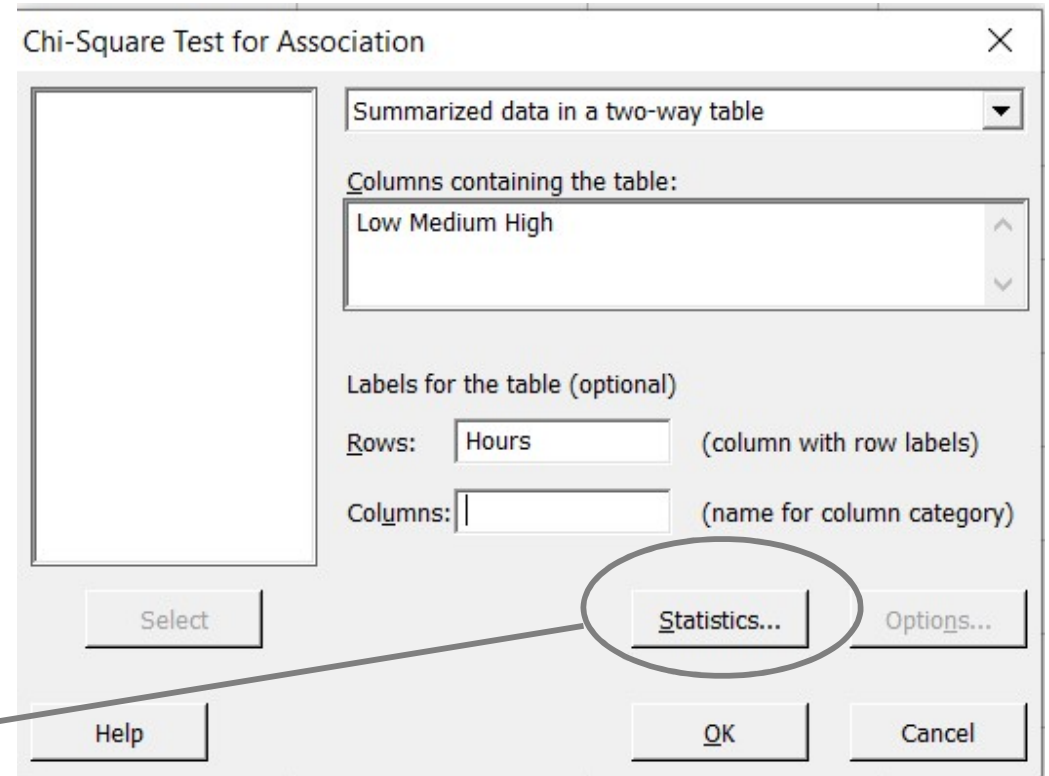 Chi-Square Test for Association
Summarized data in a two-way table
Columns containing the table:
Low Medium High
Labels for the table (optional)
Rows: Hours (column with row labels)
Columns: (name for column category)
Select Statistics... Options...
Help OK Cancel